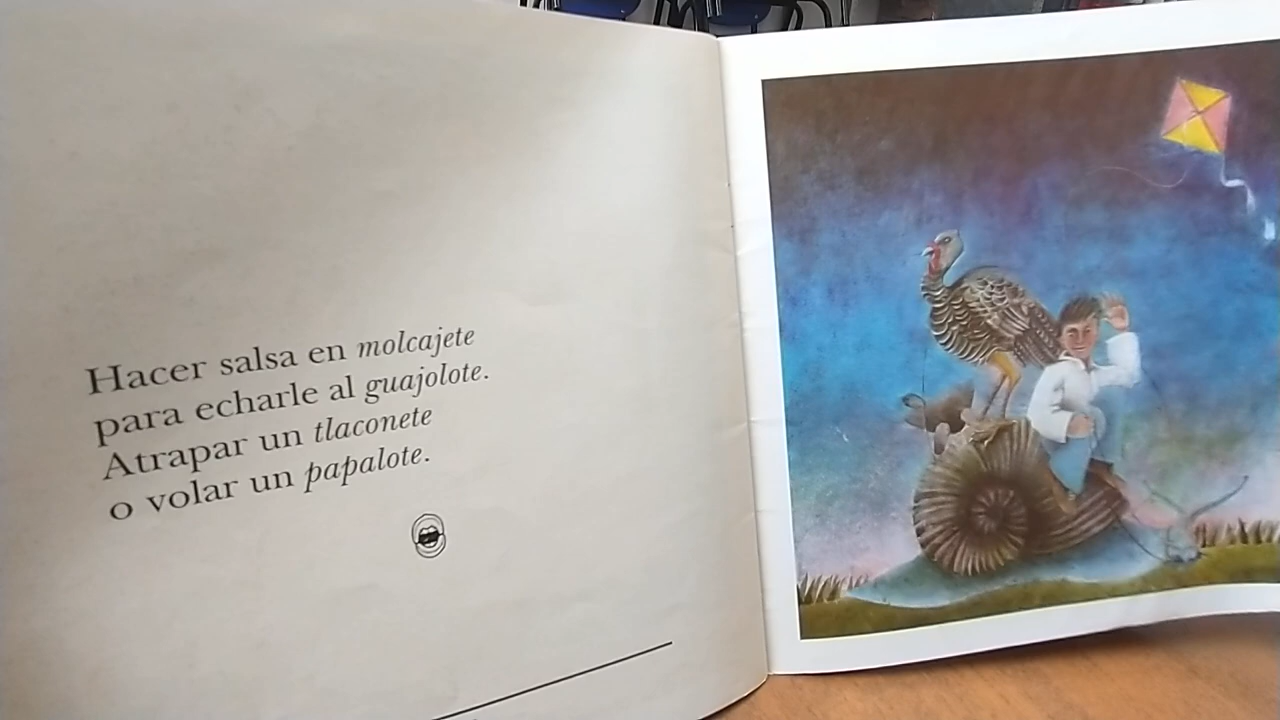 Hacer salsa en molcajete
para echarle al guajolote.
Atrapar un tlaconete
o volar un papalote.